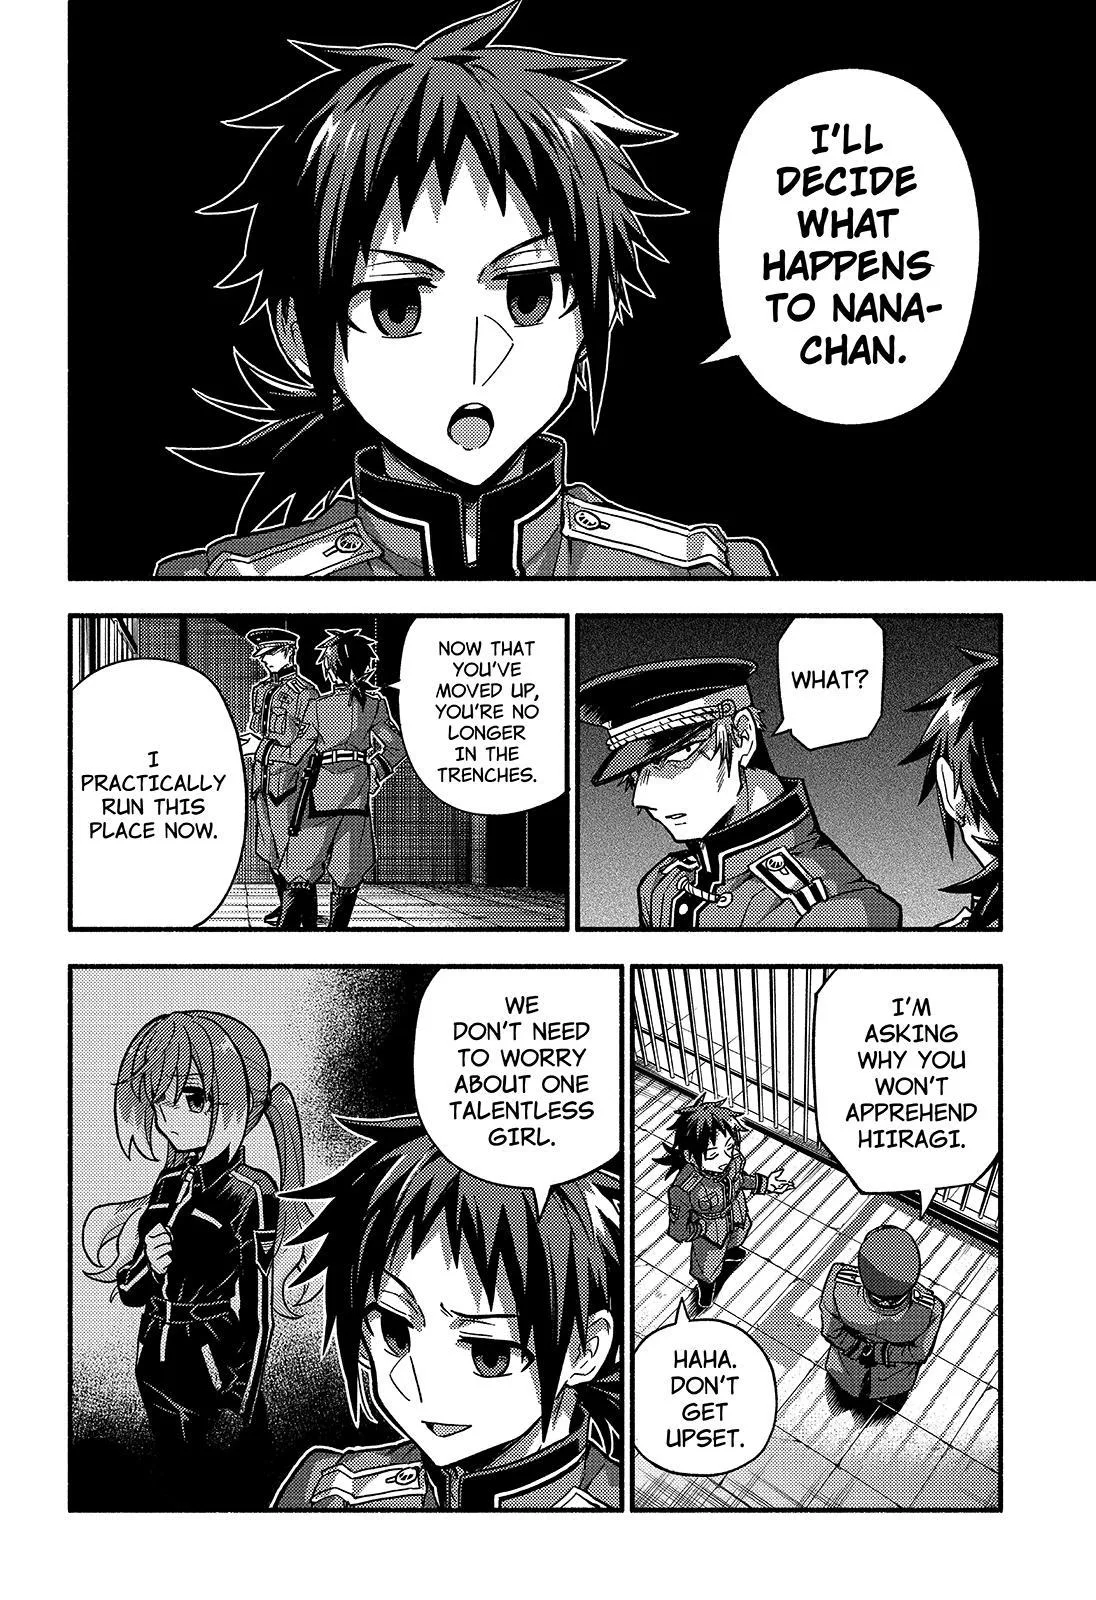 I'LL
DECIDE
WHAT
HAPPENS
TO NANA-
CHAN.
WHAT?
NOW THAT
YOU'VE
MOVED UP,
YOU'RE NO
LONGER
IN THE
TRENCHES.
I
PRACTICALLY
RUN THIS
PLACE NOW.
I'M
ASKING
WHY YOU
WON'T
APPREHEND
HIIRAGI.
HAHA.
DON'T
GET
UPSET.
WE
DON'T NEED
TO WORRY
ABOUT ONE
TALENTLESS
GIRL.